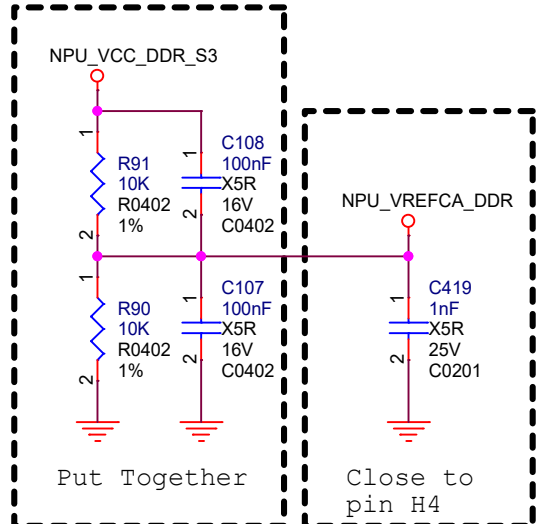 NPU_VCC_DDR_S3
1
R91
10K
R0402
1%
2
1
C108
100nF
X5R
16V
C0402
2
NPU_VREFCA_DDR
1
R90
10K
R0402
1%
2
1
C107
100nF
X5R
16V
C0402
2
1
C419
1nF
X5R
25V
C0201
2
Put Together
Close to
pin H4